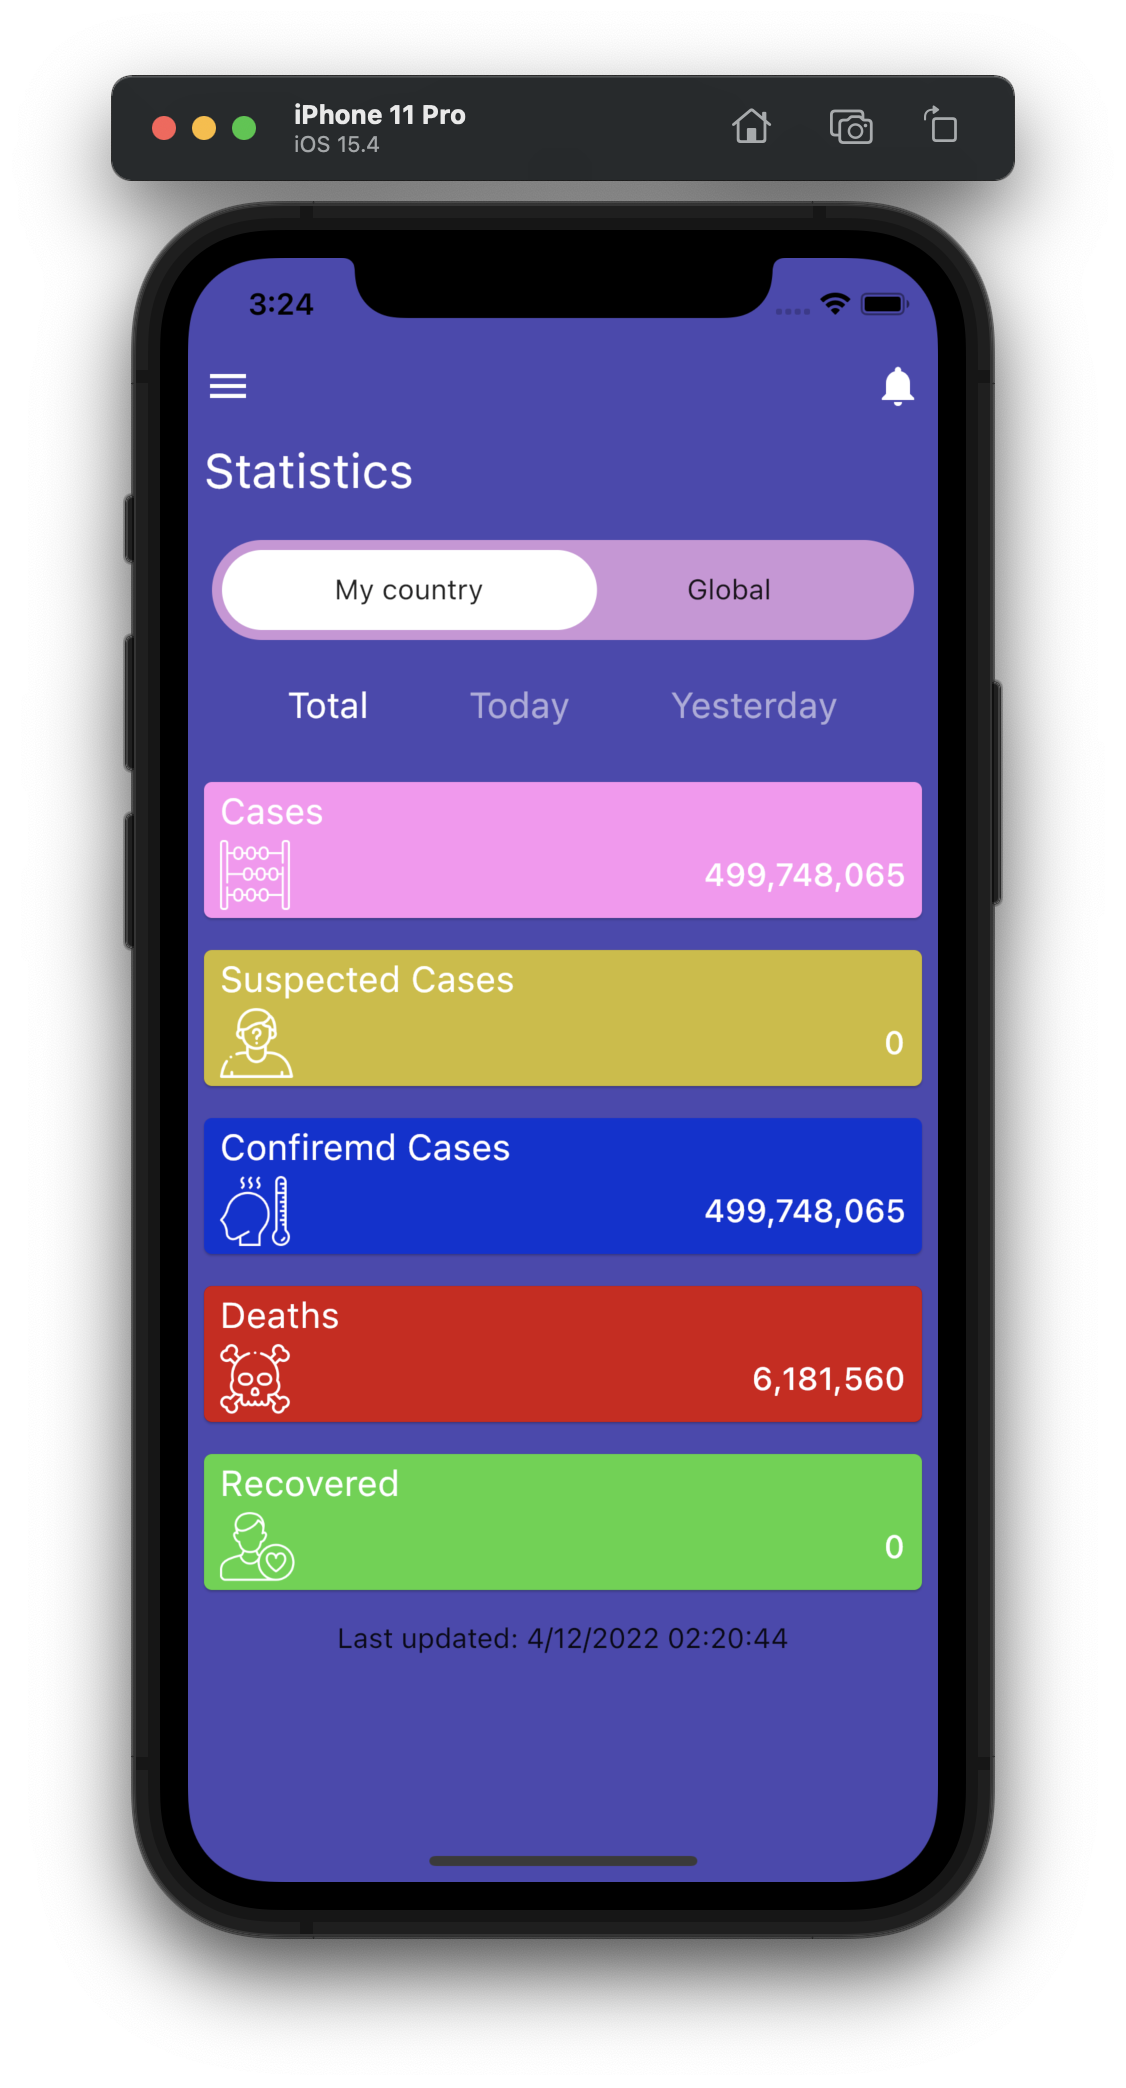 iPhone 11 Pro
iOS 15.4
3:24
Statistics
My country Global
Total Today Yesterday
Cases
499,748,065
Suspected Cases
?
0
Confiremd Cases
499,748,065
Deaths
6,181,560
Recovered
0
Last updated: 4/12/2022 02:20:44